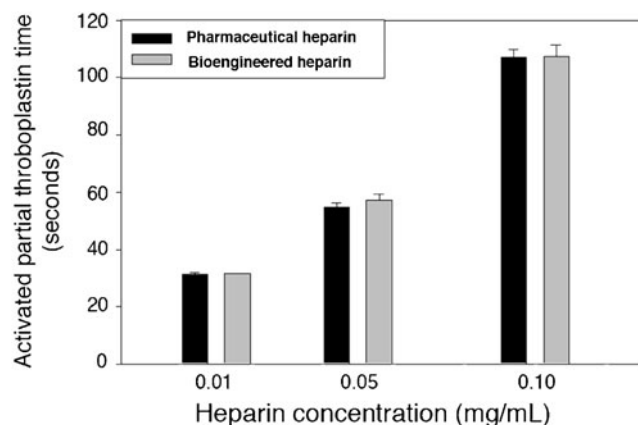 Activated partial throboplastin time
(seconds)
120
100
80
60
40
20
0
Pharmaceutical heparin
Bioengineered heparin
0.01 0.05 0.10
Heparin concentration (mg/mL)